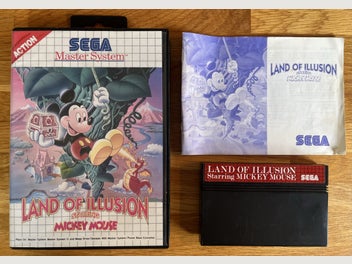 ACTION
SEGA
Master System
LAND OF ILLUSION
STARRING
MICKEY MOUSE
LAND OF ILLUSION
SEGA
LAND OF ILLUSION
Starring MICKEY MOUSE
SEGA